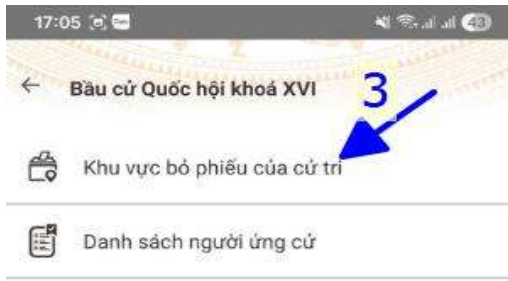 17:05
43
Bầu cử Quốc hội khoá XVI
3
Khu vực bỏ phiếu của cử tri
Danh sách người ứng cử